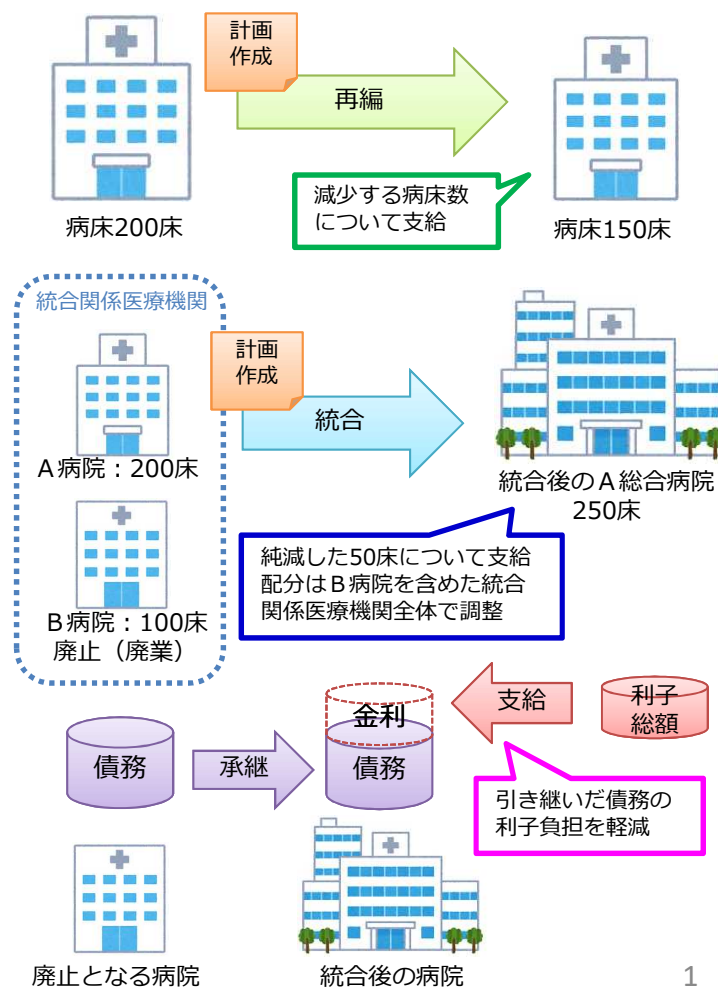 計画
作成
再編
減少する病床数
について支給
病床200床
病床150床
統合関係医療機関
計画
作成
統合
A病院：200床
統合後のA総合病院
250床
純減した50床について支給
配分はB病院を含めた統合
関係医療機関全体で調整
B病院：100床
廃止（廃業）
金利
支給
利子
総額
債務
承継
債務
引き継いだ債務の
利子負担を軽減
廃止となる病院
統合後の病院
1